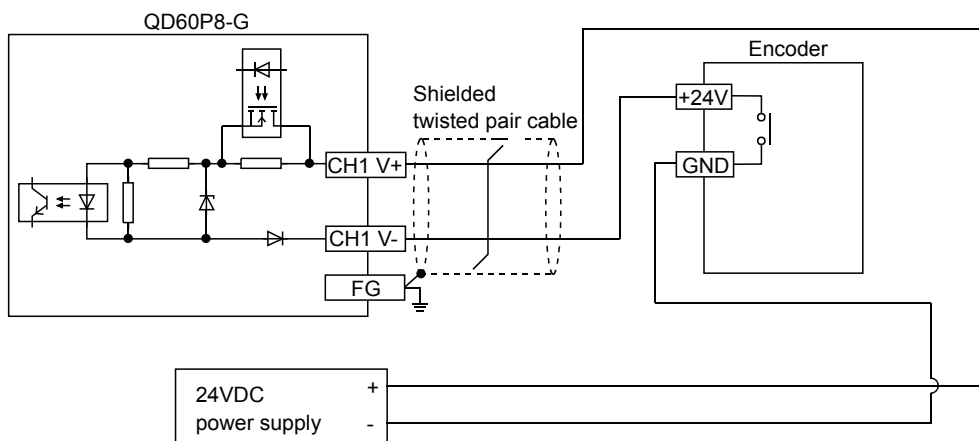 QD60P8-G
Encoder
Shielded
twisted pair cable
+24V
CH1 V+
GND
CH1 V-
FG
24VDC
power supply
+
-